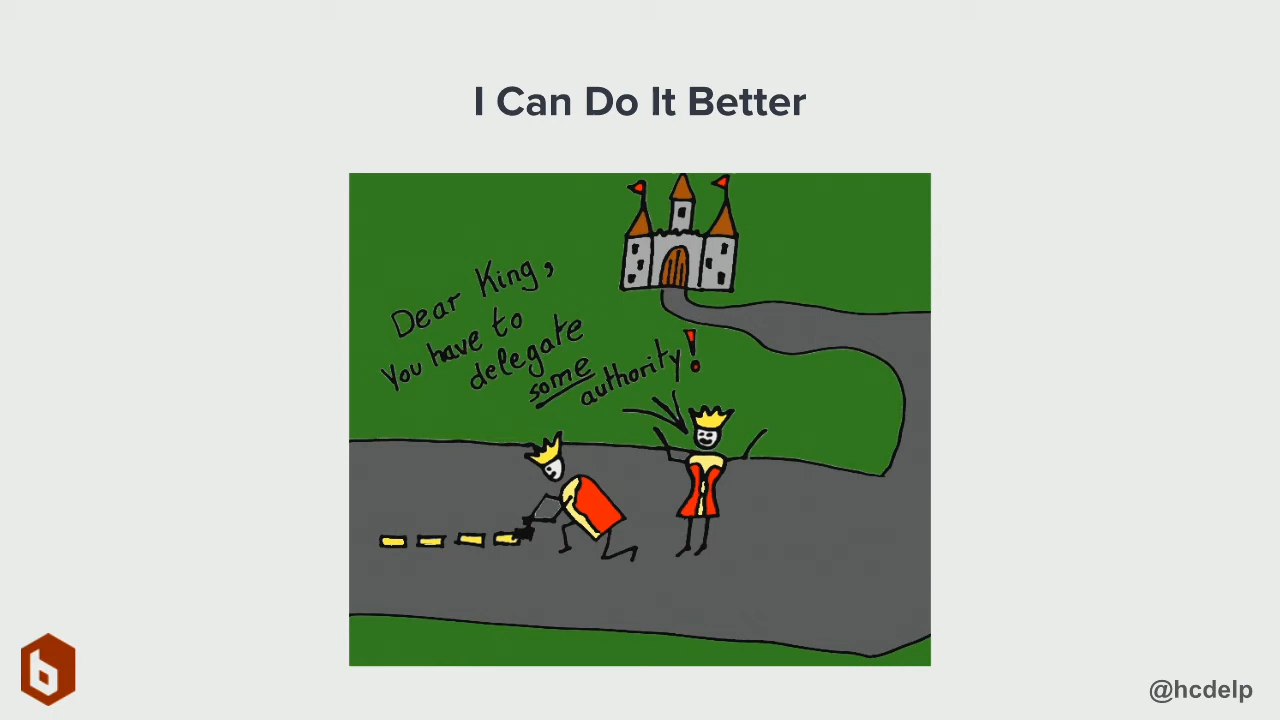 I Can Do It Better
Dear King,
you have to
delegate
some
authority!
b
@hcdelp